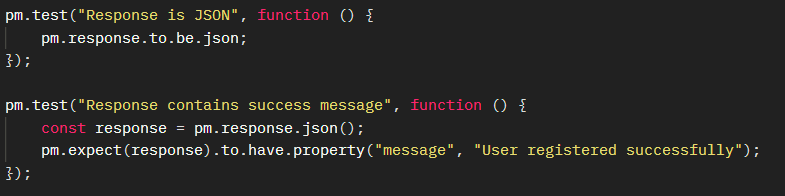 pm.test("Response is JSON", function () {
    pm.response.to.be.json;
});

pm.test("Response contains success message", function () {
    const response = pm.response.json();
    pm.expect(response).to.have.property("message", "User registered successfully");
});